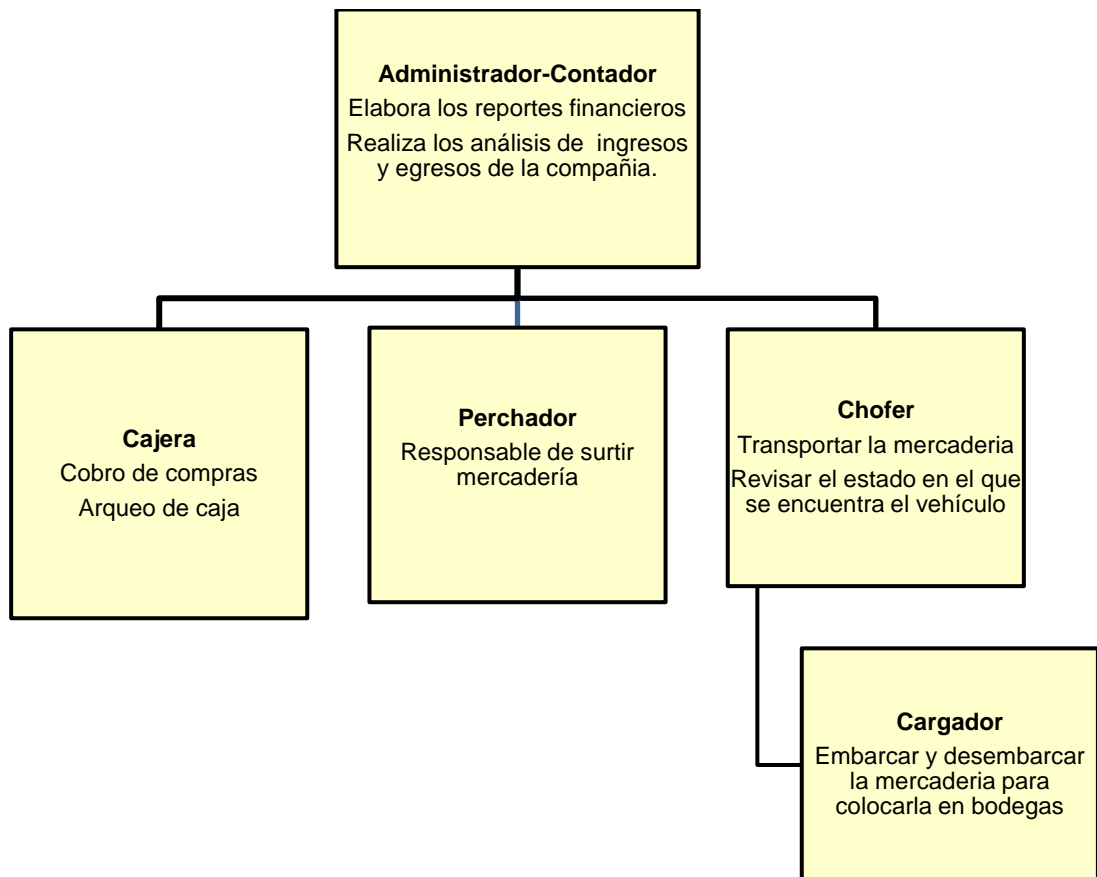 Administrador-Contador
Elabora los reportes financieros
Realiza los análisis de ingresos
y egresos de la compañia.
Cajera
Cobro de compras
Arqueo de caja
Perchador
Responsable de surtir
mercadería
Chofer
Transportar la mercaderia
Revisar el estado en el que
se encuentra el vehículo
Cargador
Embarcar y desembarcar
la mercaderia para
colocarla en bodegas